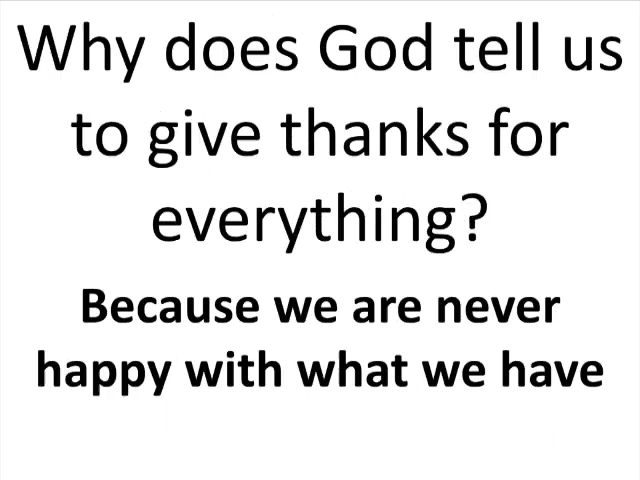 Why does God tell us
to give thanks for
everything?
Because we are never
happy with what we have